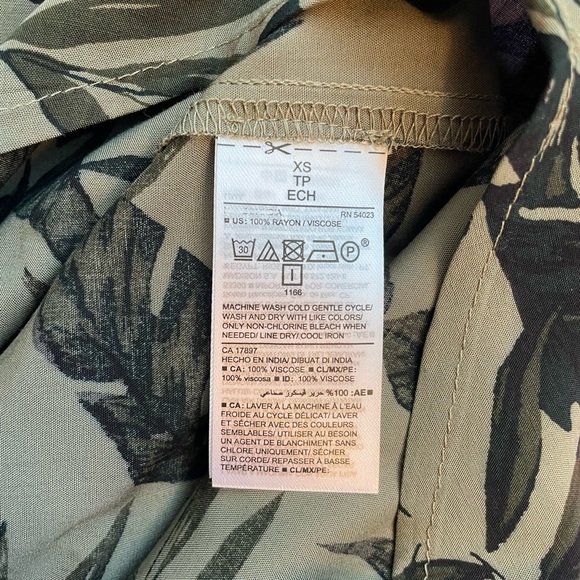 XS
TP
ECH
RN 54023
■ US: 100% RAYON / VISCOSE
30 P ®
1166
MACHINE WASH COLD GENTLE CYCLE/
WASH AND DRY WITH LIKE COLORS/
ONLY NON-CHLORINE BLEACH WHEN
NEEDED/ LINE DRY/ COOL IRON
CA 17897
HECHO EN INDIA/ DIBUAT DI INDIA
■ CA: 100% VISCOSE ■ CL/MX/PE:
100% viscosa ■ ID: 100% VISCOSE
■ AE: 100% حرير فيسكوز صناعي
■ CA: LAVER À LA MACHINE À L'EAU
FROIDE AU CYCLE DÉLICAT/ LAVER
ET SÉCHER AVEC DES COULEURS
SEMBLABLES/ UTILISER AU BESOIN
UN AGENT DE BLANCHIMENT SANS
CHLORE UNIQUEMENT/ SÉCHER
SUR CORDE/ REPASSER À BASSE
TEMPÉRATURE ■ CL/MX/PE: